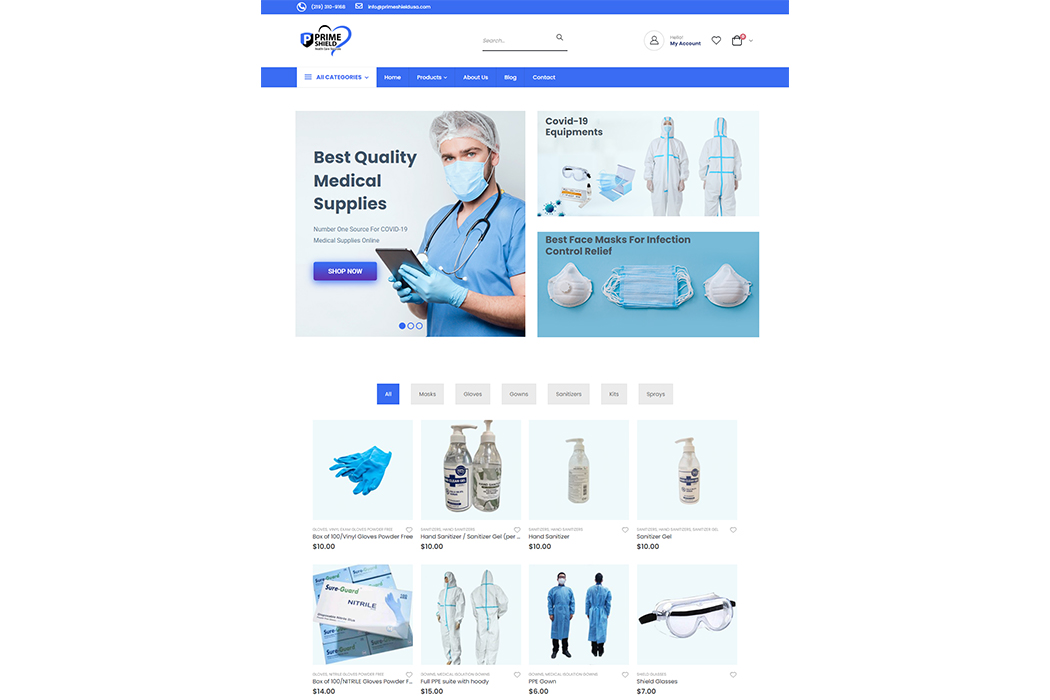 (219) 310-9188 info@primeshieldusa.com
PRIME
SHIELD
Search...
Hello!
My Account
0
All CATEGORIES Home Products About Us Blog Contact
Best Quality
Medical
Supplies
Number One Source For COVID-19
Medical Supplies Online
SHOP NOW
Covid-19
Equipments
Best Face Masks For Infection
Control Relief
All Masks Gloves Gowns Sanitizers Kits Sprays
GLOVES, VINYL EXAM GLOVES POWDER FREE
Box of 100/Vinyl Gloves Powder Free
$10.00
SANITIZERS, HAND SANITIZERS
Hand Sanitizer / Sanitizer Gel (per ...
$10.00
SANITIZERS, HAND SANITIZERS
Hand Sanitizer
$10.00
SANITIZERS, HAND SANITIZERS, SANITIZER GEL
Sanitizer Gel
$10.00
Sure-Guard
NITRILE
GLOVES, NITRILE GLOVES POWDER FREE
Box of 100/NITRILE Gloves Powder F...
$14.00
GOWNS, MEDICAL ISOLATION GOWNS
Full PPE suite with hoody
$15.00
GOWNS, MEDICAL ISOLATION GOWNS
PPE Gown
$6.00
SHIELD GLASSES
Shield Glasses
$7.00